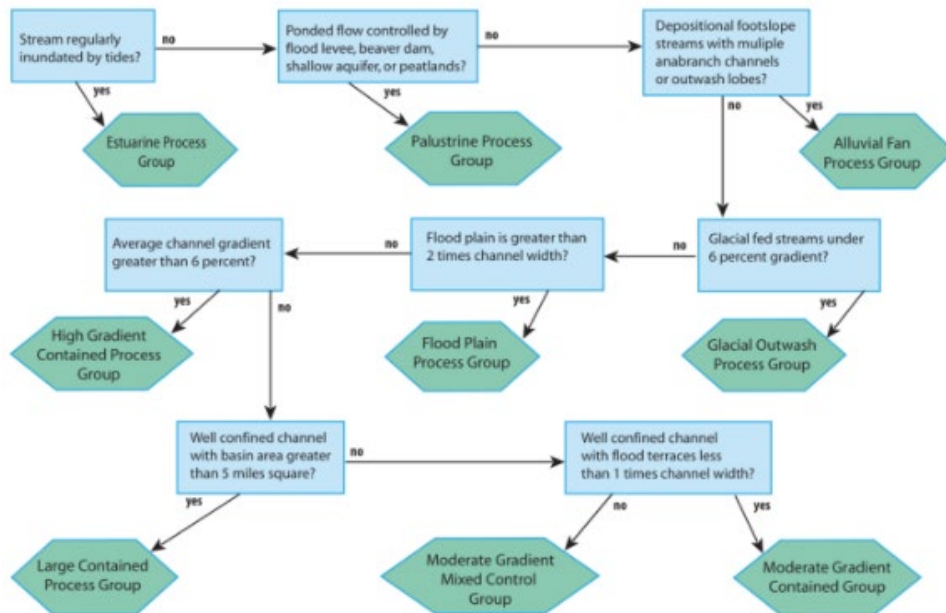 Stream regularly
inundated by tides?
no
yes
Estuarine Process
Group
Ponded flow controlled by
flood levee, beaver dam,
shallow aquifer, or peatlands?
no
yes
Palustrine Process
Group
Depositional footslope
streams with muliple
anabranch channels
or outwash lobes?
no
yes
Alluvial Fan
Process Group
Glacial fed streams under
6 percent gradient?
no
yes
Glacial Outwash
Process Group
Flood plain is greater than
2 times channel width?
no
yes
Flood Plain
Process Group
Average channel gradient
greater than 6 percent?
yes
no
High Gradient
Contained Process
Group
Well confined channel
with basin area greater
than 5 miles square?
no
yes
Large Contained
Process Group
Well confined channel
with flood terraces less
than 1 times channel width?
no
yes
Moderate Gradient
Mixed Control
Group
Moderate Gradient
Contained Group